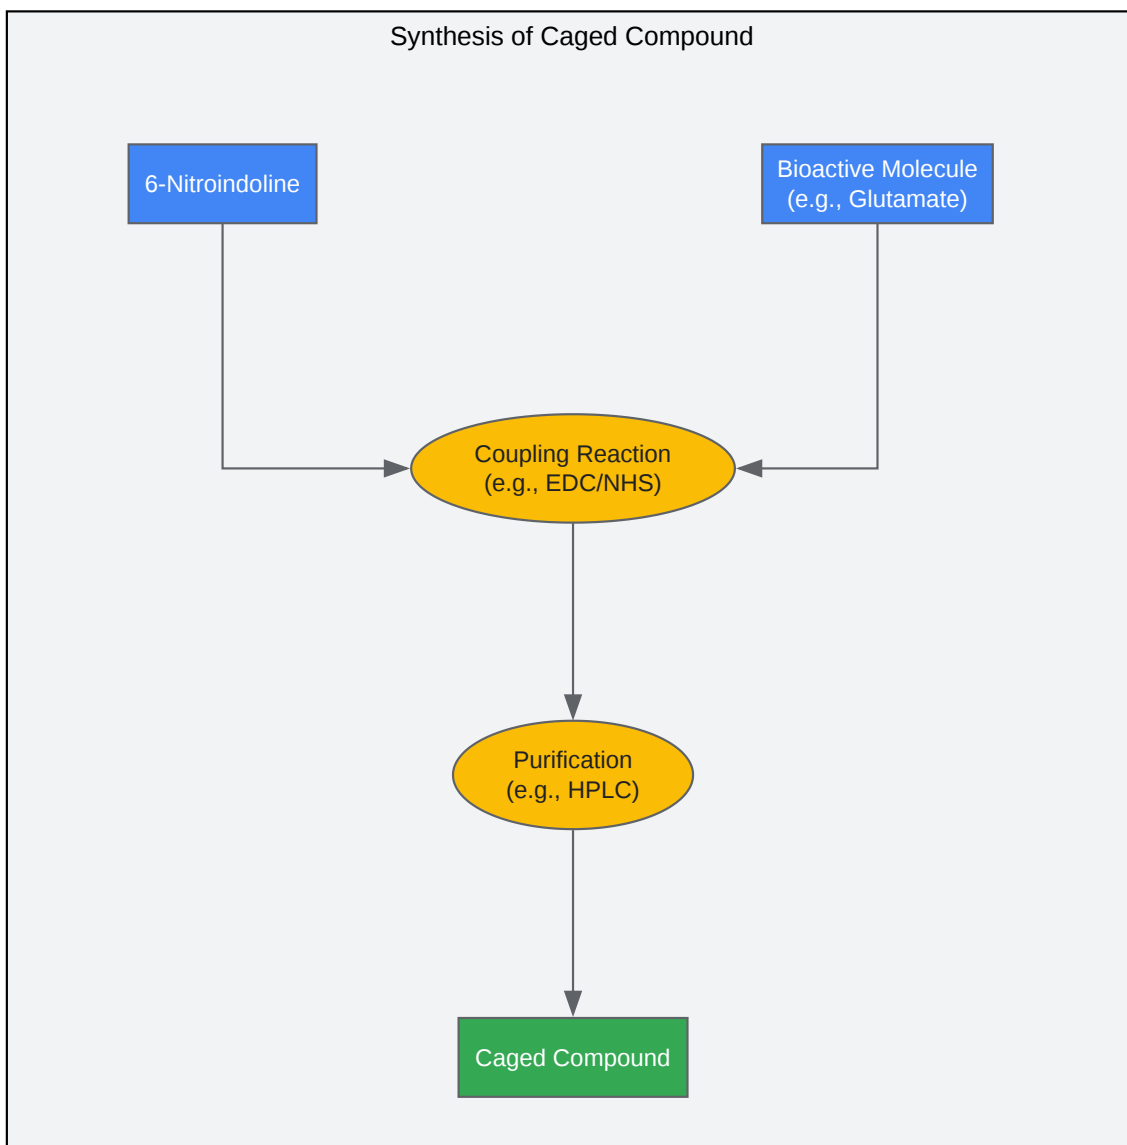 Synthesis of Caged Compound
6-Nitroindoline
Bioactive Molecule
(e.g., Glutamate)
Coupling Reaction
(e.g., EDC/NHS)
Purification
(e.g., HPLC)
Caged Compound